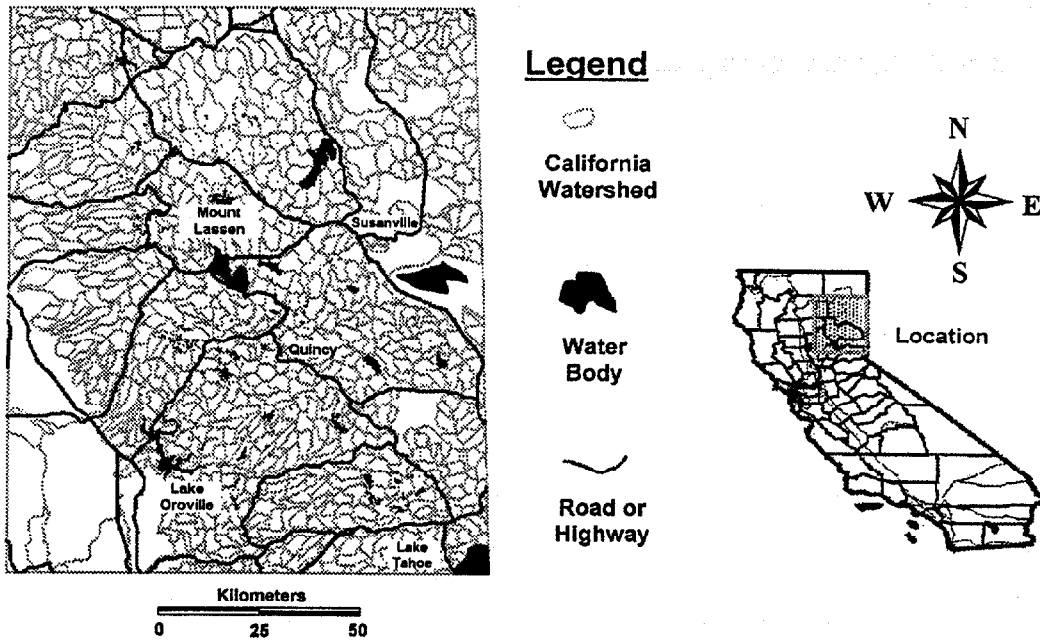 Mount
Lassen
Susanville
Quincy
Lake
Oroville
Lake
Tahoe
Kilometers
0 25 50
Legend
California
Watershed
Water
Body
Road or
Highway
N
W E
S
Location